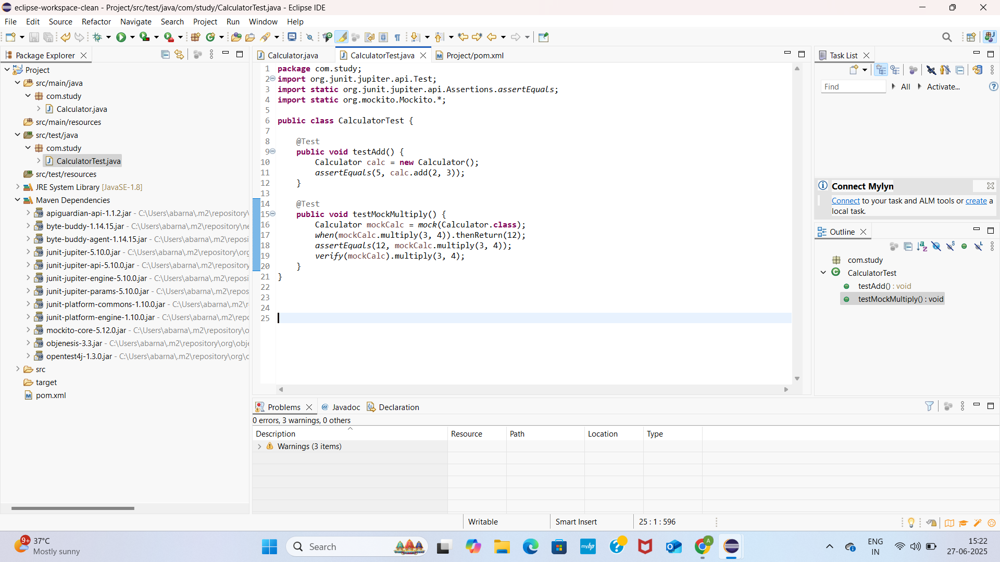 eclipse-workspace-clean - Project/src/test/java/com/study/CalculatorTest.java - Eclipse IDE
File Edit Source Refactor Navigate Search Project Run Window Help
Package Explorer
Project
src/main/java
com.study
Calculator.java
src/main/resources
src/test/java
com.study
CalculatorTest.java
src/test/resources
JRE System Library [JavaSE-1.8]
Maven Dependencies
apiguardian-api-1.1.2.jar - C:\Users\abarna\.m2\repository\
byte-buddy-1.14.15.jar - C:\Users\abarna\.m2\repository\ne
byte-buddy-agent-1.14.15.jar - C:\Users\abarna\.m2\reposi
junit-jupiter-5.10.0.jar - C:\Users\abarna\.m2\repository\org
junit-jupiter-api-5.10.0.jar - C:\Users\abarna\.m2\repository
junit-jupiter-engine-5.10.0.jar - C:\Users\abarna\.m2\reposi
junit-jupiter-params-5.10.0.jar - C:\Users\abarna\.m2\repos
junit-platform-commons-1.10.0.jar - C:\Users\abarna\.m2\r
junit-platform-engine-1.10.0.jar - C:\Users\abarna\.m2\repo
mockito-core-5.12.0.jar - C:\Users\abarna\.m2\repository\o
objenesis-3.3.jar - C:\Users\abarna\.m2\repository\org\obje
opentest4j-1.3.0.jar - C:\Users\abarna\.m2\repository\org\o
src
target
pom.xml
Calculator.java CalculatorTest.java Project/pom.xml
1 package com.study;
2 import org.junit.jupiter.api.Test;
3 import static org.junit.jupiter.api.Assertions.assertEquals;
4 import static org.mockito.Mockito.*;
5
6 public class CalculatorTest {
7
8 @Test
9 public void testAdd() {
10 Calculator calc = new Calculator();
11 assertEquals(5, calc.add(2, 3));
12 }
13
14 @Test
15 public void testMockMultiply() {
16 Calculator mockCalc = mock(Calculator.class);
17 when(mockCalc.multiply(3, 4)).thenReturn(12);
18 assertEquals(12, mockCalc.multiply(3, 4));
19 verify(mockCalc).multiply(3, 4);
20 }
21 }
22
23
24
25
Task List
Find All Activate...
Connect Mylyn
Connect to your task and ALM tools or create a
local task.
Outline
com.study
CalculatorTest
testAdd() : void
testMockMultiply() : void
Problems @ Javadoc Declaration
0 errors, 3 warnings, 0 others
Description Resource Path Location Type
Warnings (3 items)
Writable Smart Insert 25 : 1 : 596
9+ 37°C
Mostly sunny
Search
myhp
A
ENG
IN
15:22
27-06-2025